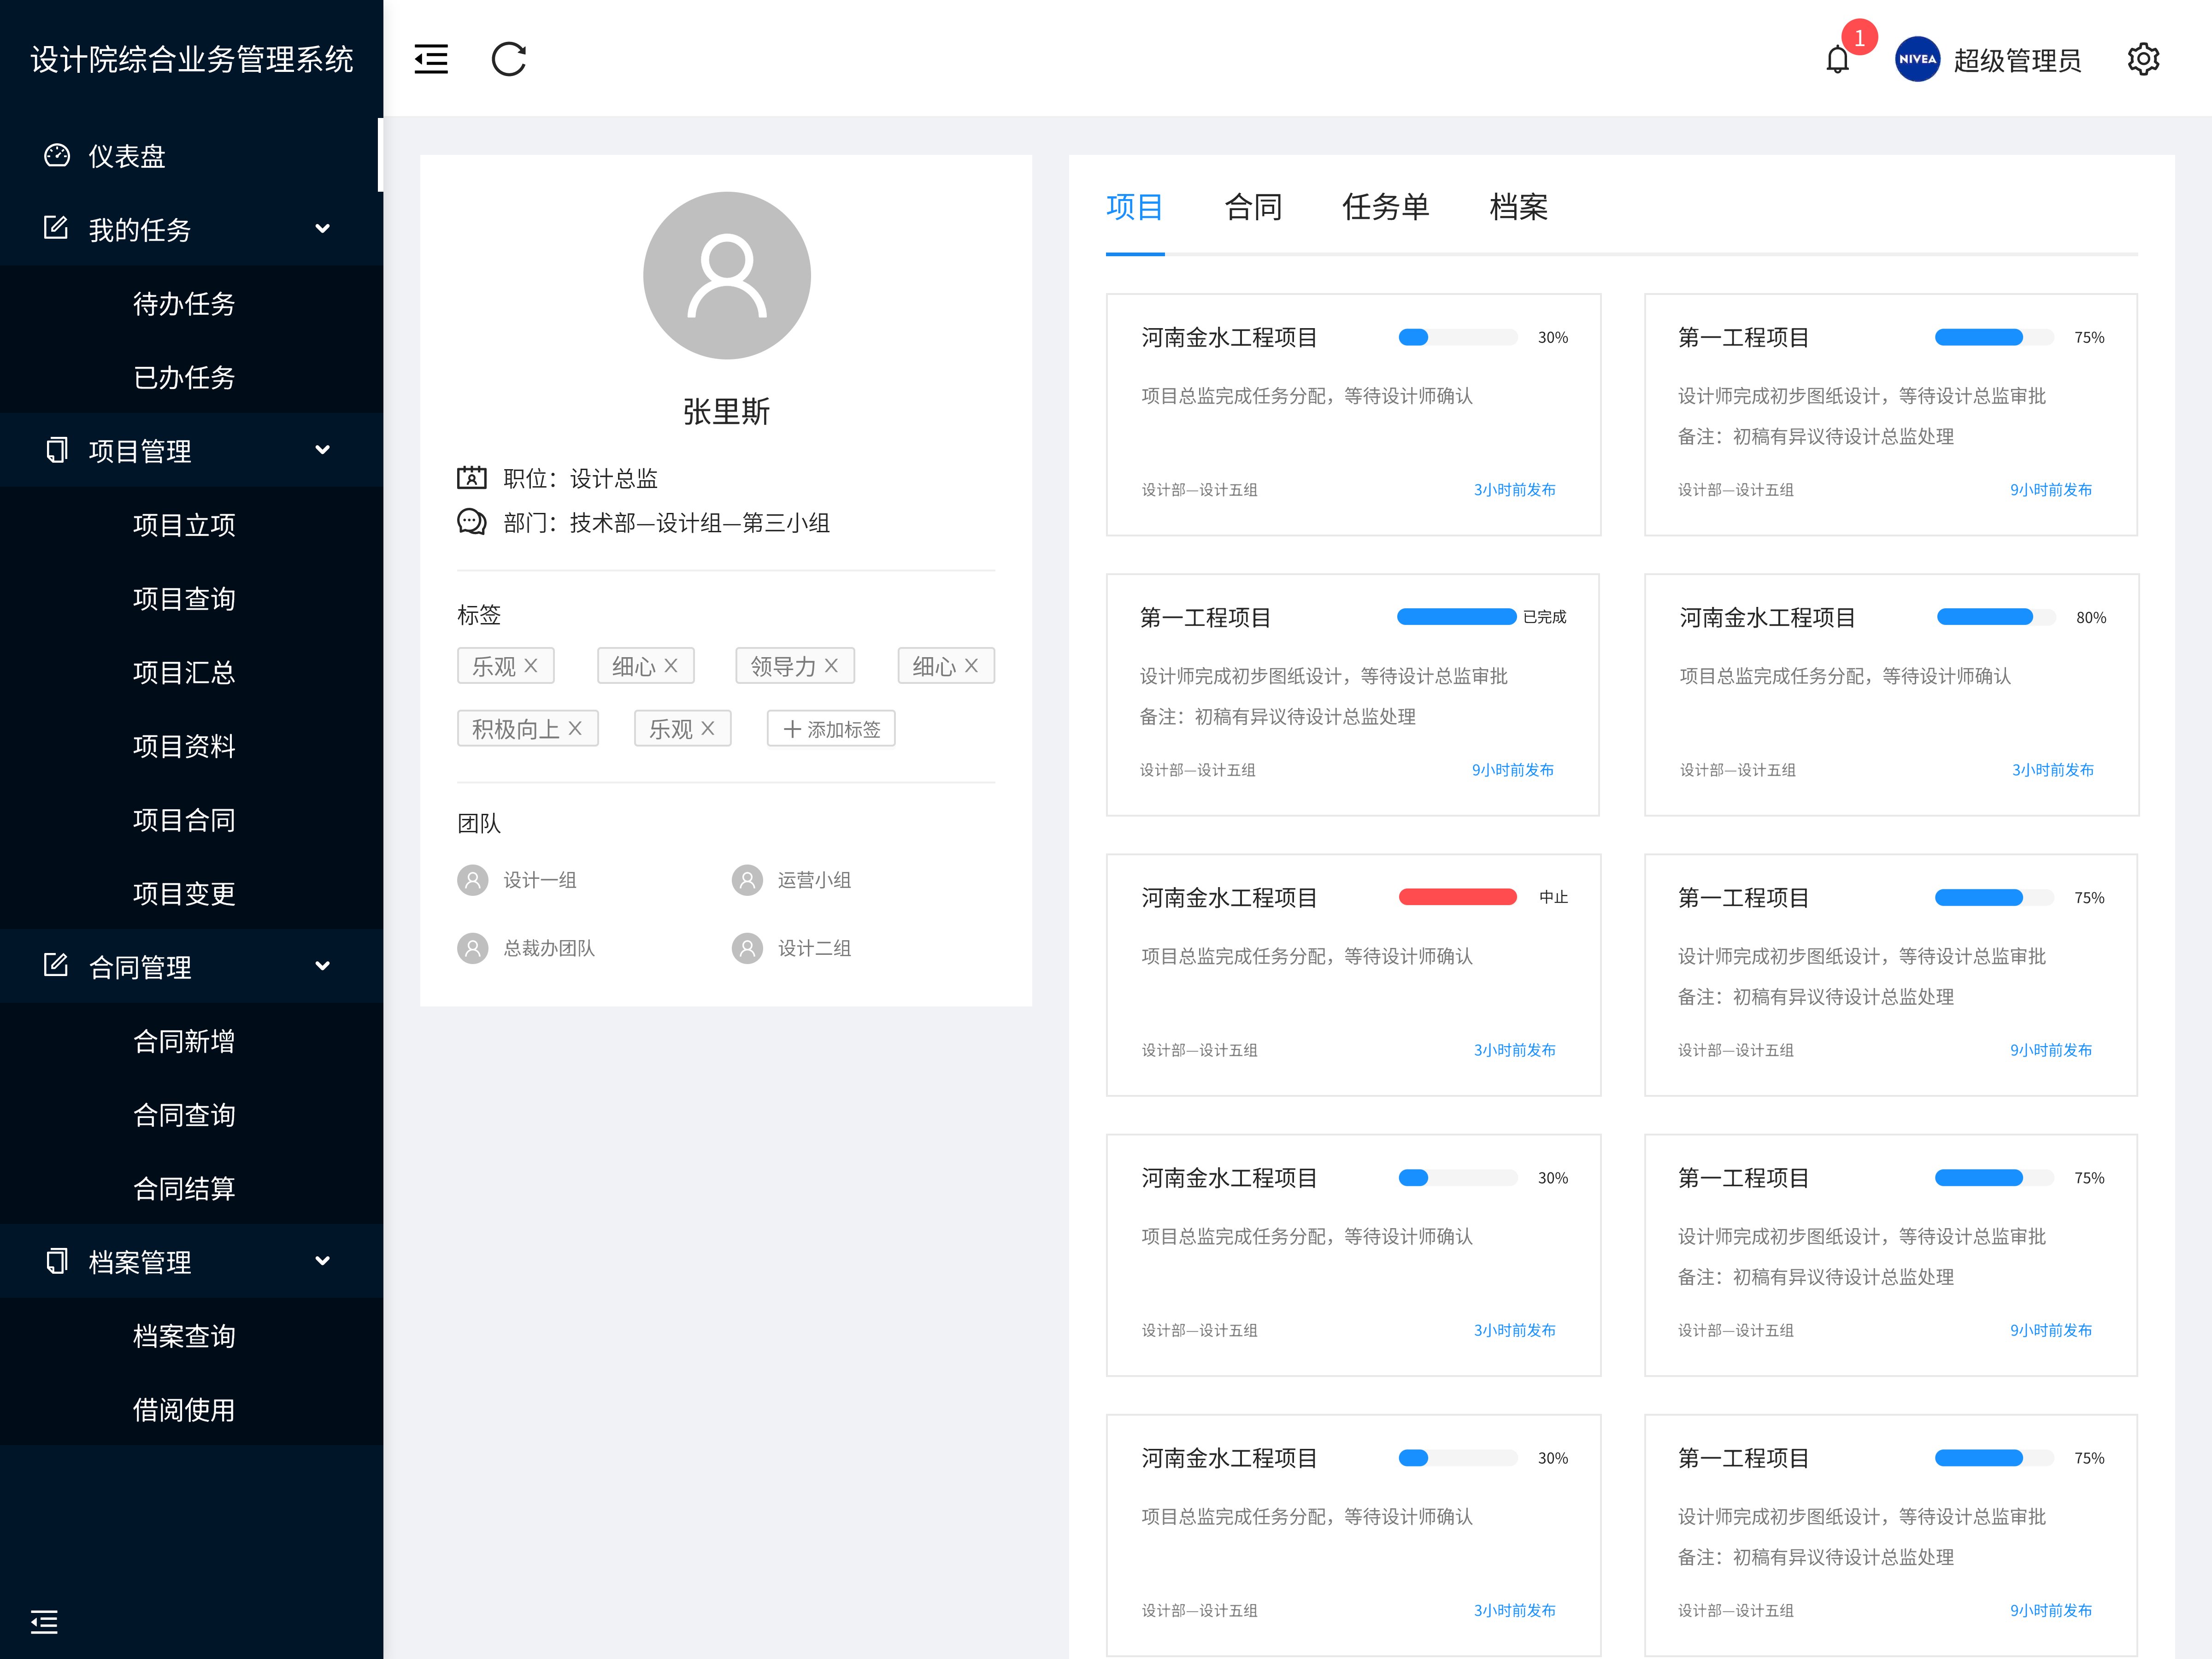 设计院综合业务管理系统
仪表盘
我的任务
待办任务
已办任务
项目管理
项目立项
项目查询
项目汇总
项目资料
项目合同
项目变更
合同管理
合同新增
合同查询
合同结算
档案管理
档案查询
借阅使用
1
NIVEA 超级管理员
张里斯
职位：设计总监
部门：技术部—设计组—第三小组
标签
乐观 X 细心 X 领导力 X 细心 X
积极向上 X 乐观 X 十 添加标签
团队
设计一组 运营小组
总裁办团队 设计二组
项目 合同 任务单 档案
河南金水工程项目 30%
项目总监完成任务分配，等待设计师确认
设计部—设计五组 3小时前发布
第一工程项目 75%
设计师完成初步图纸设计，等待设计总监审批
备注：初稿有异议待设计总监处理
设计部—设计五组 9小时前发布
第一工程项目 已完成
设计师完成初步图纸设计，等待设计总监审批
备注：初稿有异议待设计总监处理
设计部—设计五组 9小时前发布
河南金水工程项目 80%
项目总监完成任务分配，等待设计师确认
设计部—设计五组 3小时前发布
河南金水工程项目 中止
项目总监完成任务分配，等待设计师确认
设计部—设计五组 3小时前发布
第一工程项目 75%
设计师完成初步图纸设计，等待设计总监审批
备注：初稿有异议待设计总监处理
设计部—设计五组 9小时前发布
河南金水工程项目 30%
项目总监完成任务分配，等待设计师确认
设计部—设计五组 3小时前发布
第一工程项目 75%
设计师完成初步图纸设计，等待设计总监审批
备注：初稿有异议待设计总监处理
设计部—设计五组 9小时前发布
河南金水工程项目 30%
项目总监完成任务分配，等待设计师确认
设计部—设计五组 3小时前发布
第一工程项目 75%
设计师完成初步图纸设计，等待设计总监审批
备注：初稿有异议待设计总监处理
设计部—设计五组 9小时前发布